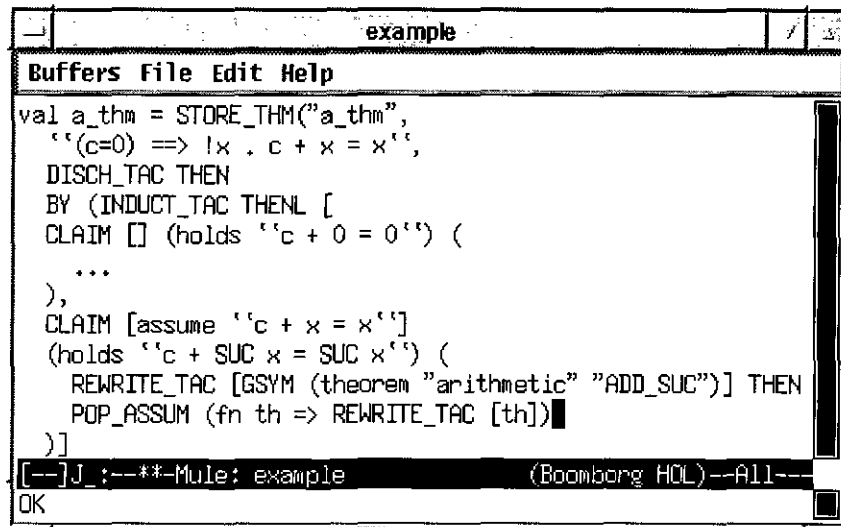 example
Buffers File Edit Help
val a_thm = STORE_THM("a_thm",
  ``(c=0) ==> !x . c + x = x``,
  DISCH_TAC THEN
  BY (INDUCT_TAC THENL [
  CLAIM [] (holds ``c + 0 = 0``) (
    ...
  ),
  CLAIM [assume ``c + x = x``]
  (holds ``c + SUC x = SUC x``) (
    REWRITE_TAC [GSYM (theorem "arithmetic" "ADD_SUC")] THEN
    POP_ASSUM (fn th => REWRITE_TAC [th])
  )]
[--]J_:--**-Mule: example (Boomborg HOL)--All---
OK